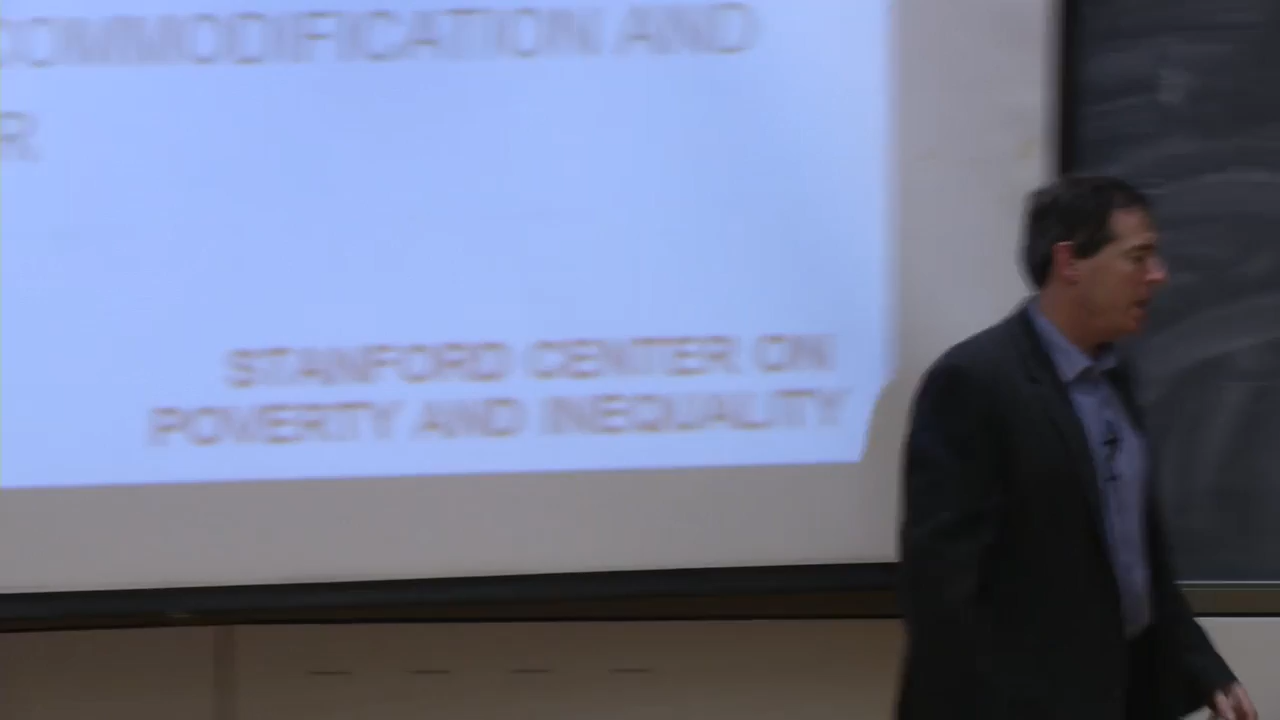 COMMODIFICATION AND
R
STANFORD CENTER ON
POVERTY AND INEQUALITY